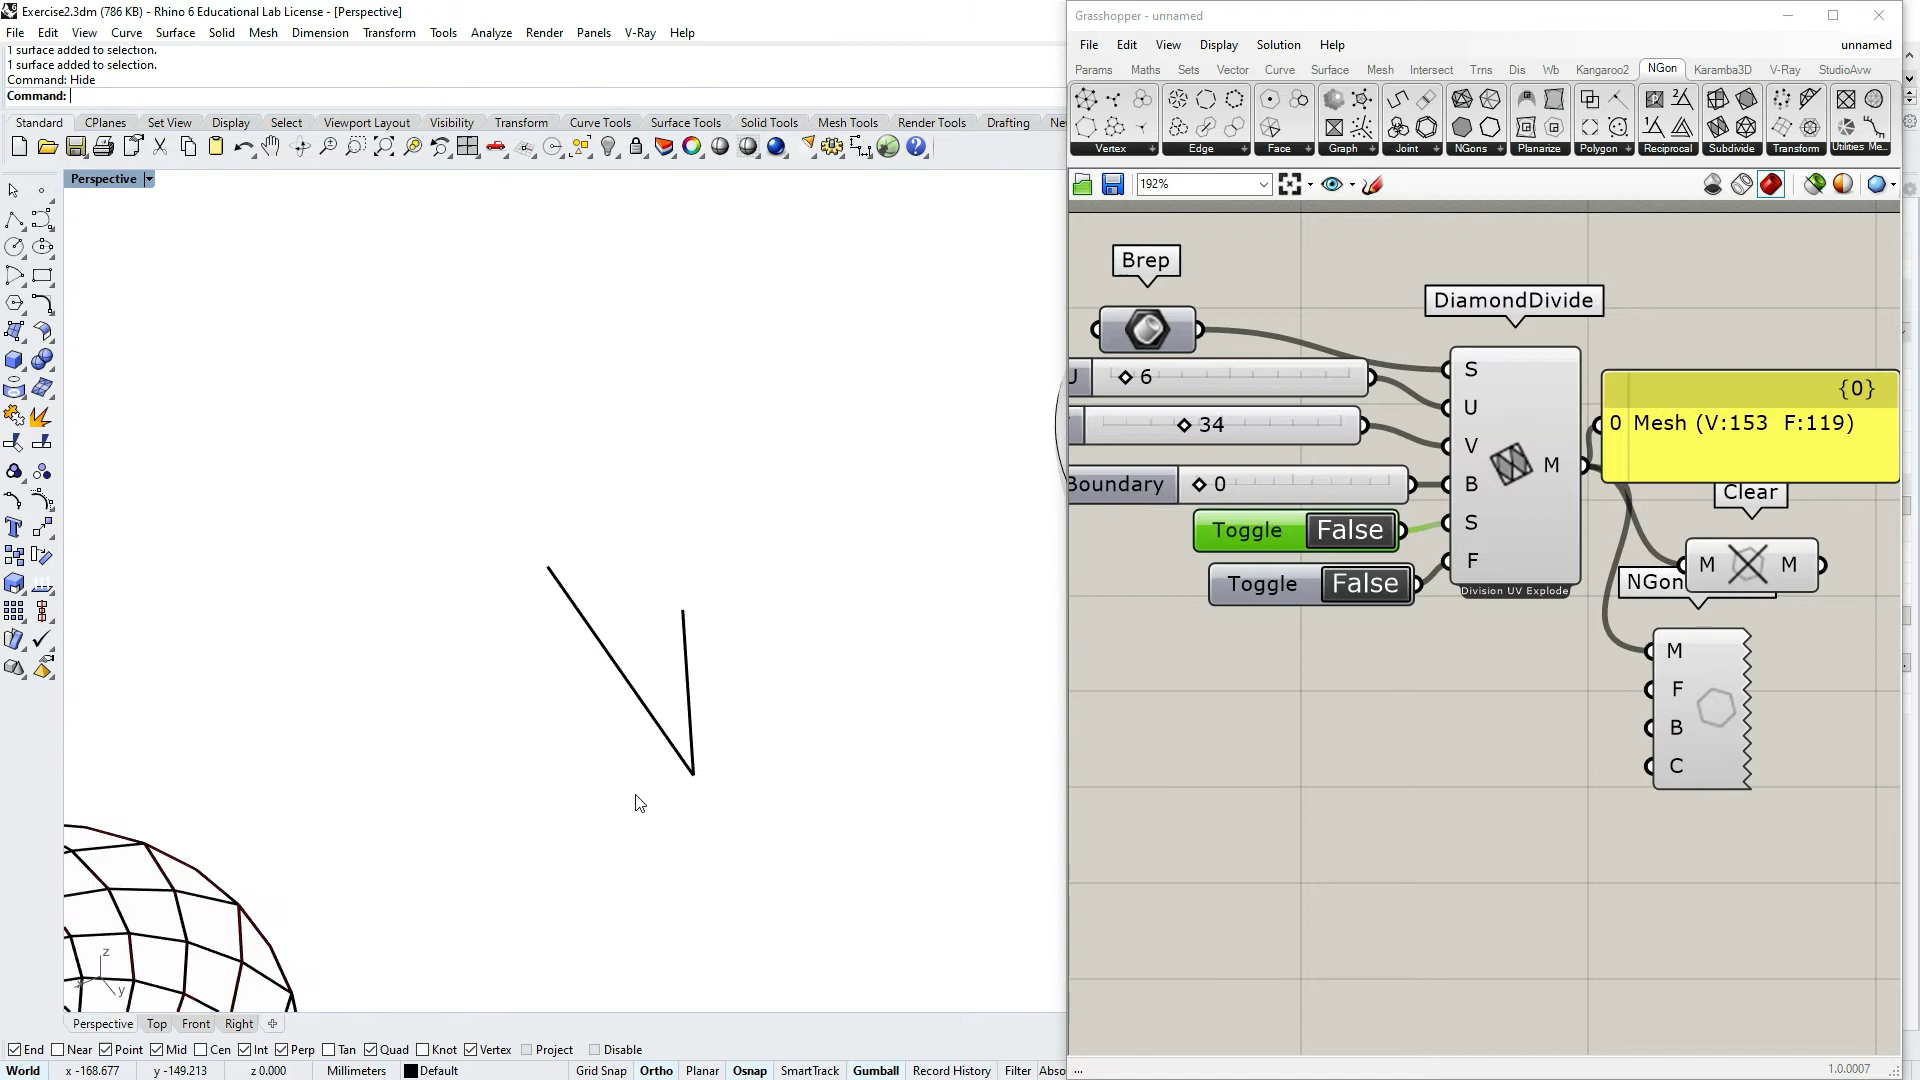 Exercise2.3dm (786 KB) - Rhino 6 Educational Lab License - [Perspective]
File Edit View Curve Surface Solid Mesh Dimension Transform Tools Analyze Render Panels V-Ray Help
1 surface added to selection.
1 surface added to selection.
Command: Hide
Command:
Standard CPlanes Set View Display Select Viewport Layout Visibility Transform Curve Tools Surface Tools Solid Tools Mesh Tools Render Tools Drafting
Perspective
z
y
Perspective Top Front Right
End Near Point Mid Cen Int Perp Tan Quad Knot Vertex Project Disable
World x -168.677 y -149.213 z 0.000 Millimeters Default Grid Snap Ortho Planar Osnap SmartTrack Gumball Record History Filter Abso
Grasshopper - unnamed
File Edit View Display Solution Help unnamed
Params Maths Sets Vector Curve Surface Mesh Intersect Trns Dis Wb Kangaroo2 NGon Karamba3D V-Ray StudioAvw
Vertex Edge Face Graph Joint NGons Planarize Polygon Reciprocal Subdivide Transform Utilities Me...
192%
Brep
DiamondDivide
U 6
34
Boundary 0
Toggle False
Toggle False
S
U
V
B
S
F
M
Division UV Explode
{0}
0 Mesh (V:153 F:119)
Clear
M M
NGon
M
F
B
C
... 1.0.0007